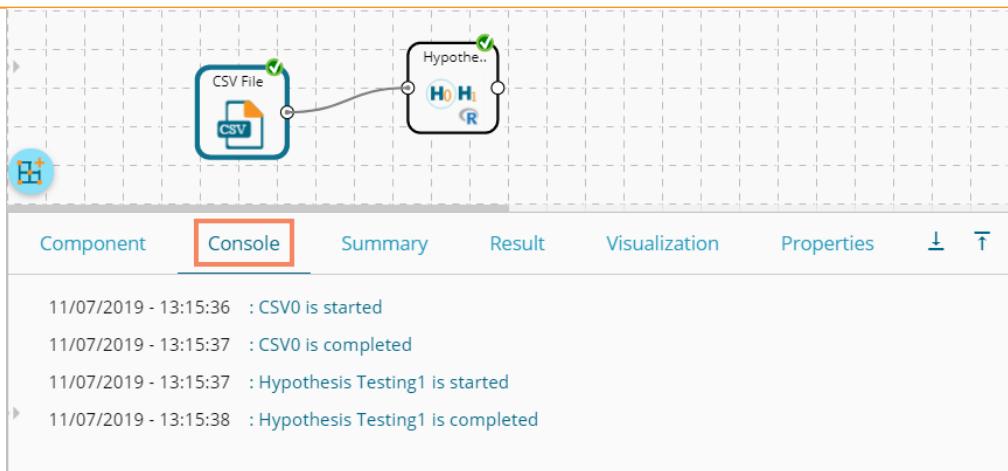 Hypothe..
CSV File
H0 H1
R
CSV
Component Console Summary Result Visualization Properties
11/07/2019 - 13:15:36 : CSV0 is started
11/07/2019 - 13:15:37 : CSV0 is completed
11/07/2019 - 13:15:37 : Hypothesis Testing1 is started
11/07/2019 - 13:15:38 : Hypothesis Testing1 is completed